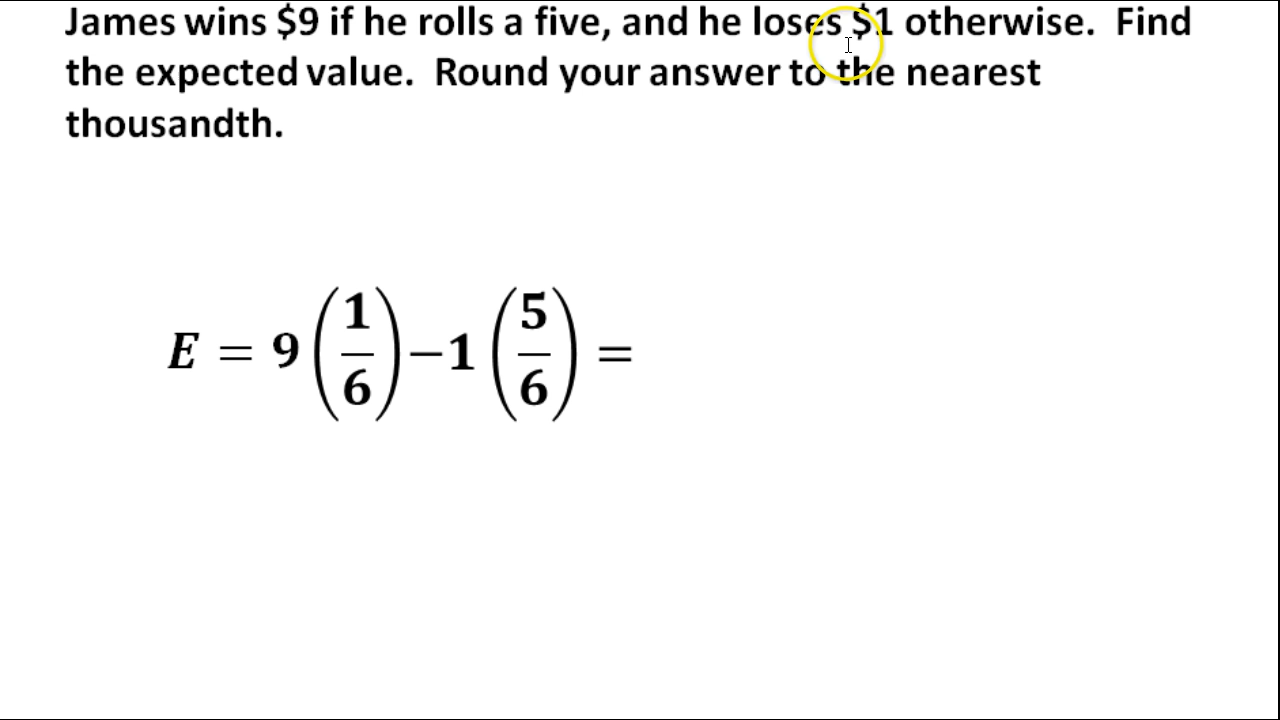 James wins $9 if he rolls a five, and he loses $1 otherwise. Find
the expected value. Round your answer to the nearest
thousandth.
E = 9(1/6) − 1(5/6) =